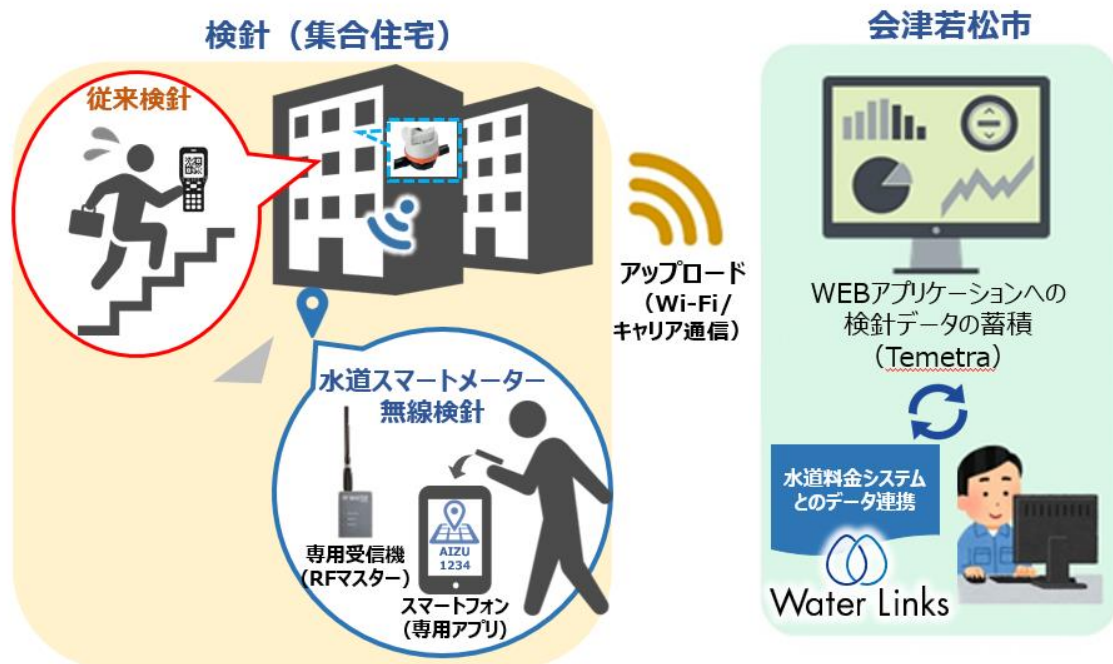 検針（集合住宅）
従来検針
水道スマートメーター
無線検針
専用受信機
(RFマスター)
AIZU
1234
スマートフォン
(専用アプリ)
アップロード
（Wi-Fi/
キャリア通信）
会津若松市
WEBアプリケーションへの
検針データの蓄積
（Temetra）
水道料金システム
とのデータ連携
Water Links